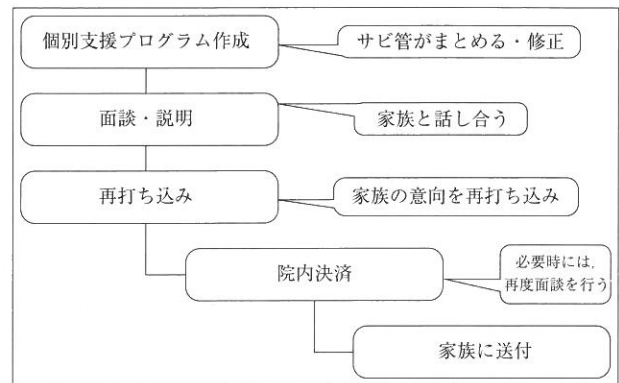 個別支援プログラム作成
サビ管がまとめる・修正
面談・説明
家族と話し合う
再打ち込み
家族の意向を再打ち込み
院内決済
必要時には,
再度面談を行う
家族に送付